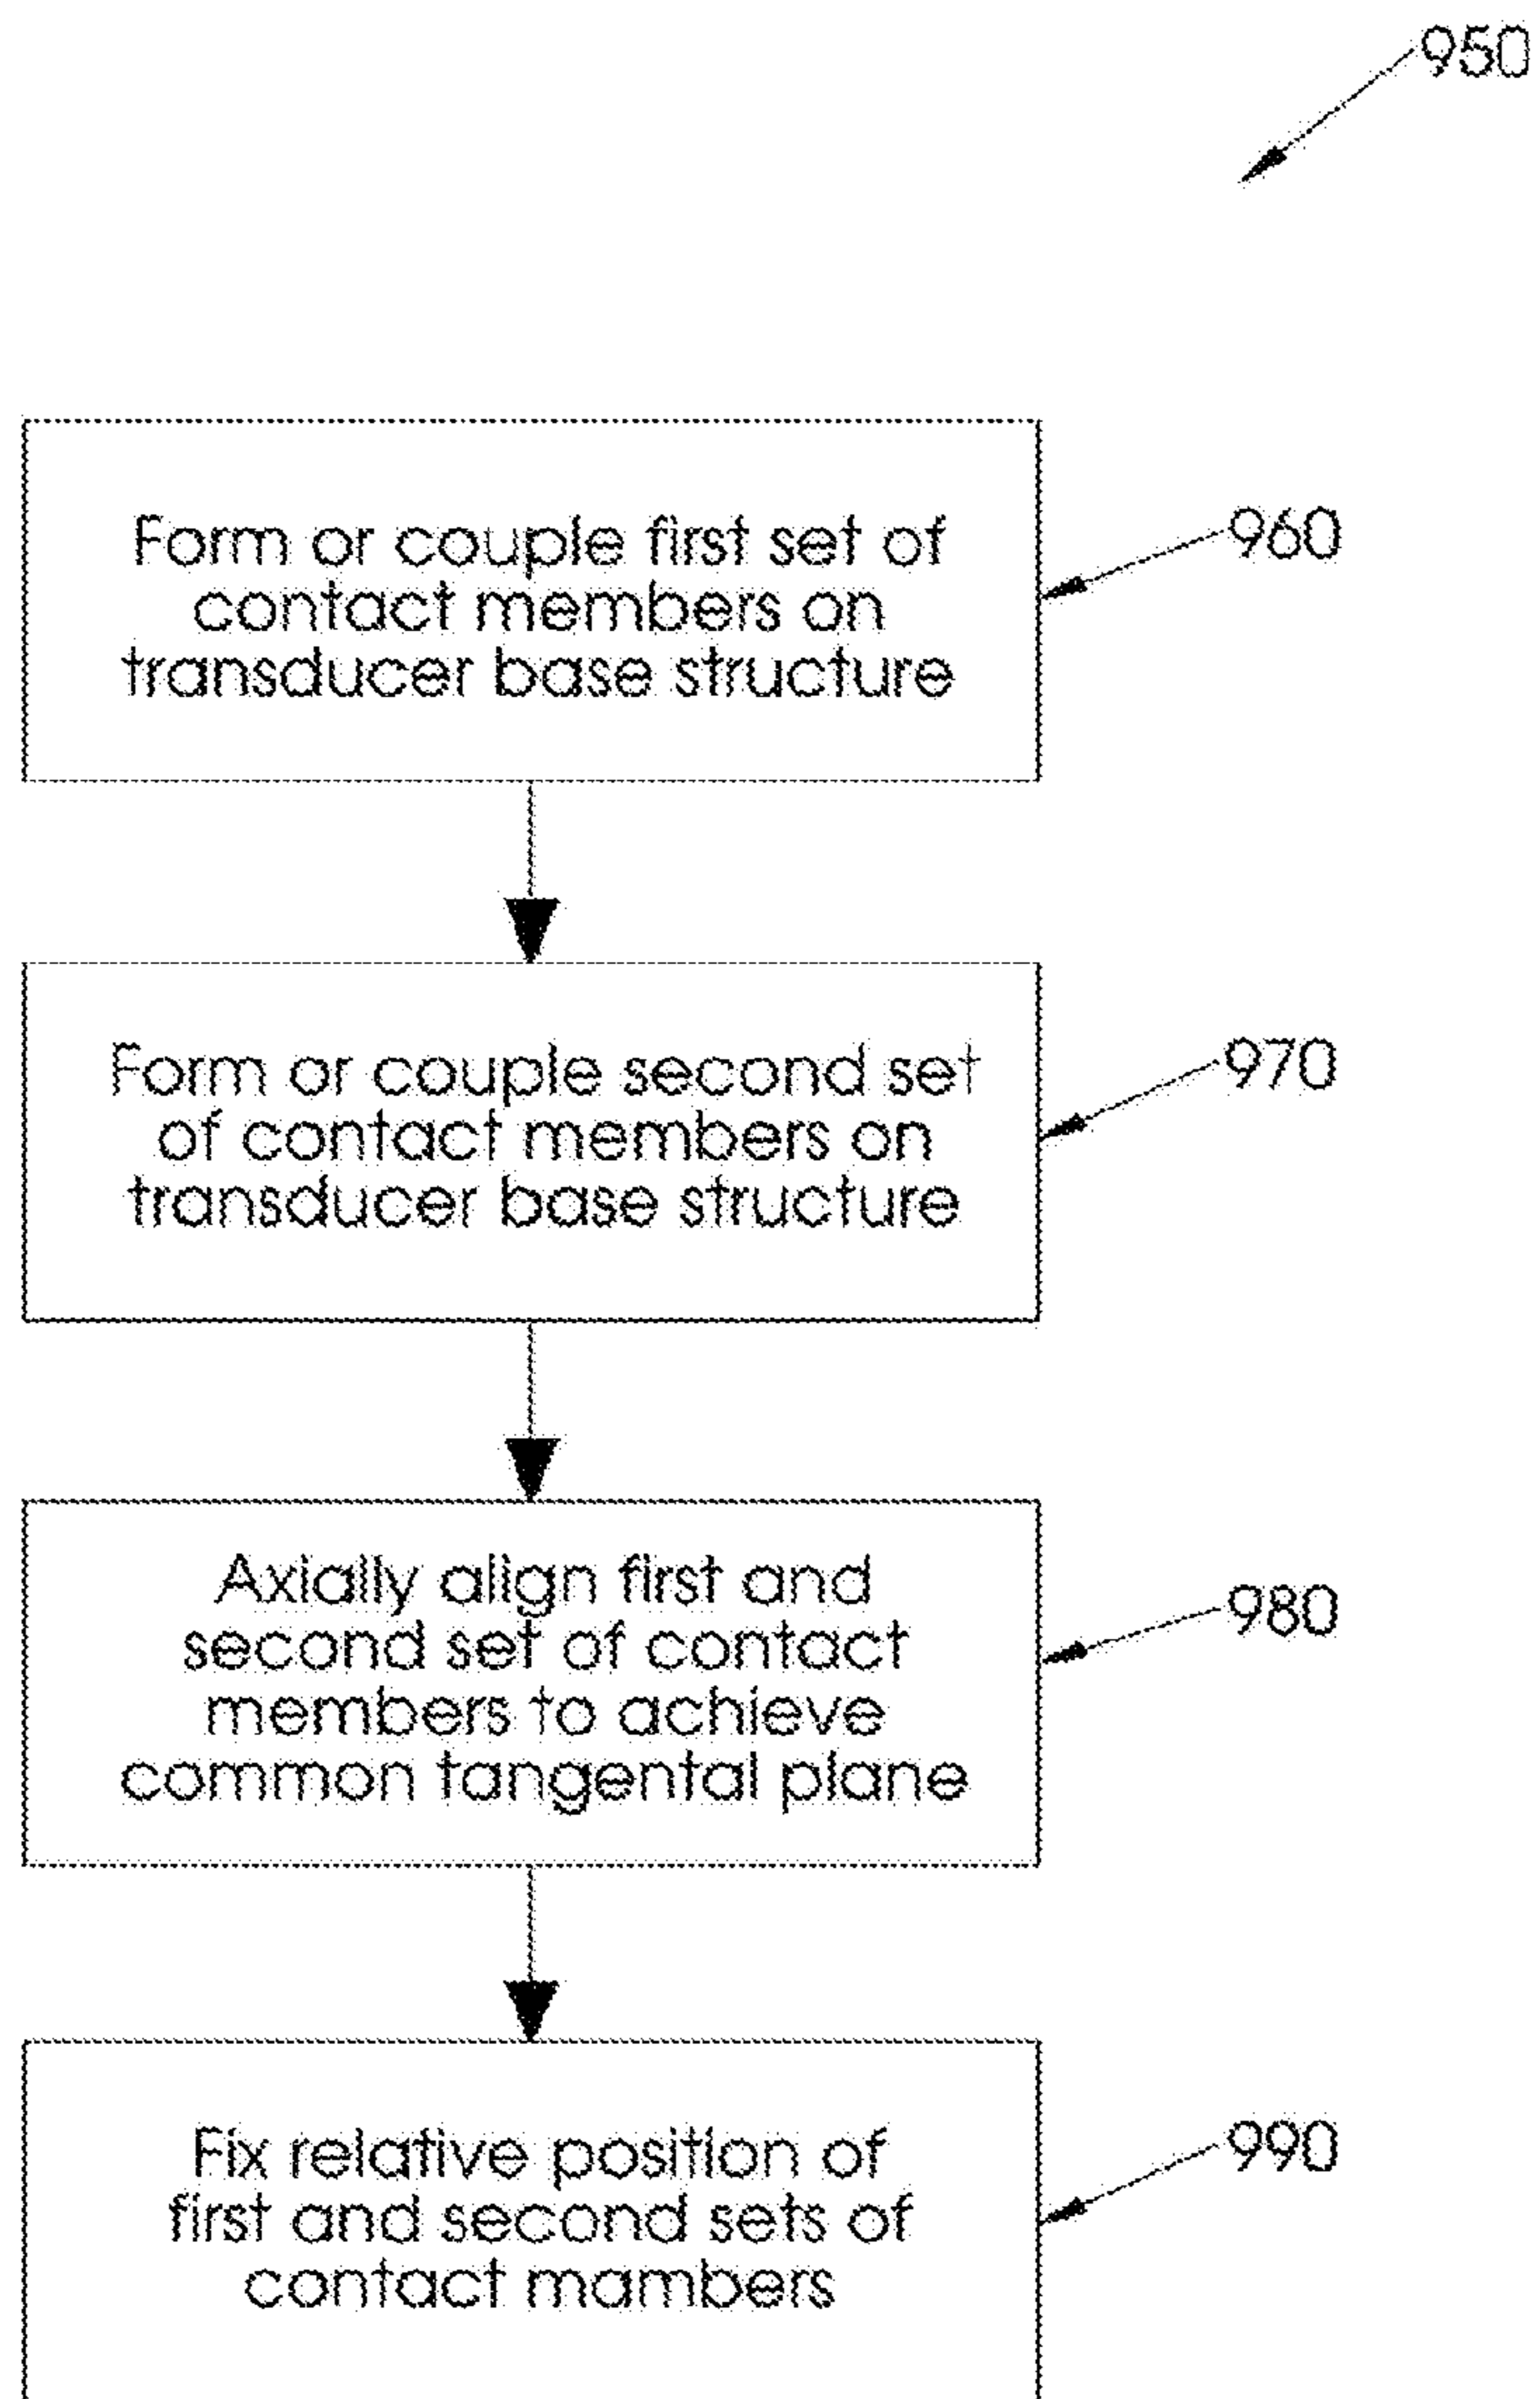 950
Form or couple first set of
contact members on
transducer base structure
960
Form or couple second set
of contact members on
transducer base structure
970
Axially align first and
second set of contact
members to achieve
common tangental plane
980
Fix relative position of
first and second sets of
contact mambers
990